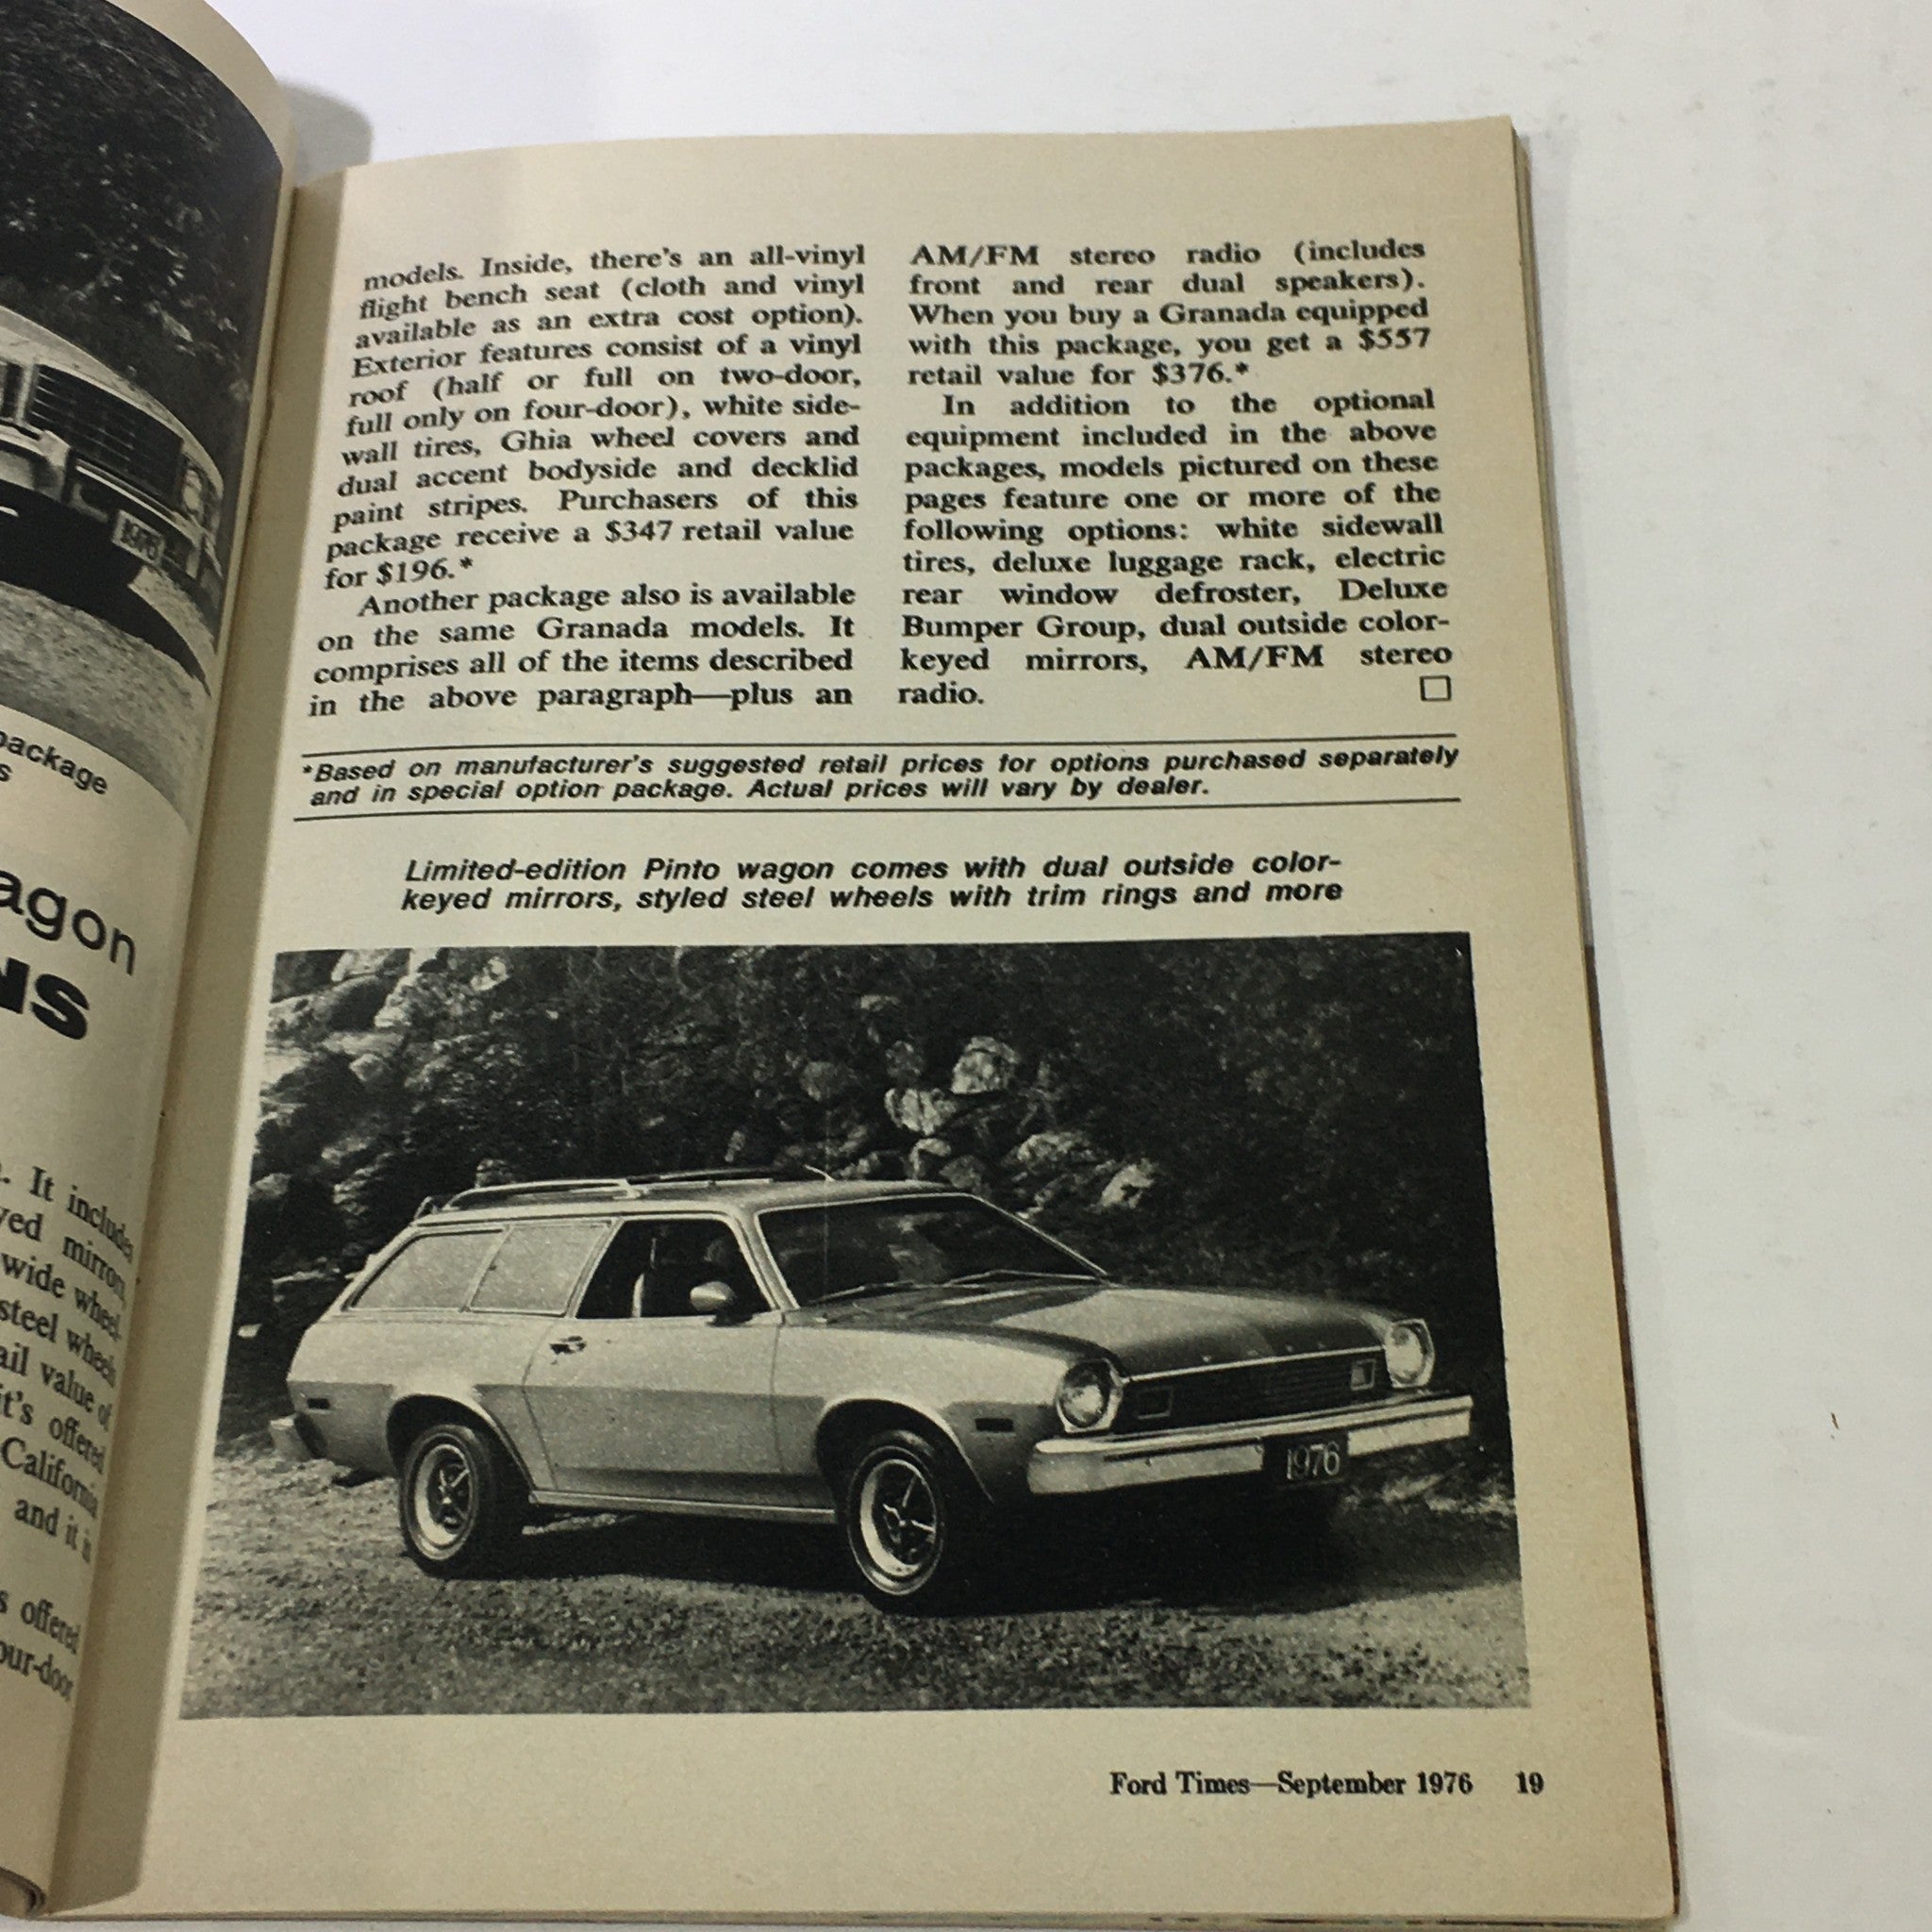 package
s
agon
NS
. It includes
yed mirrors,
wide wheel-
steel wheels
ail value of
it's offered
California
and it is
s offered
our-door
1976
models. Inside, there's an all-vinyl
flight bench seat (cloth and vinyl
available as an extra cost option).
Exterior features consist of a vinyl
roof (half or full on two-door,
full only on four-door), white side-
wall tires, Ghia wheel covers and
dual accent bodyside and decklid
paint stripes. Purchasers of this
package receive a $347 retail value
for $196.*
Another package also is available
on the same Granada models. It
comprises all of the items described
in the above paragraph—plus an
AM/FM stereo radio (includes
front and rear dual speakers).
When you buy a Granada equipped
with this package, you get a $557
retail value for $376.*
In addition to the optional
equipment included in the above
packages, models pictured on these
pages feature one or more of the
following options: white sidewall
tires, deluxe luggage rack, electric
rear window defroster, Deluxe
Bumper Group, dual outside color-
keyed mirrors, AM/FM stereo
radio.
*Based on manufacturer's suggested retail prices for options purchased separately
and in special option package. Actual prices will vary by dealer.
Limited-edition Pinto wagon comes with dual outside color-
keyed mirrors, styled steel wheels with trim rings and more
1976
Ford Times—September 1976 19